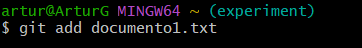 artur@ArturG MINGW64 ~ (experiment)
$ git add documento1.txt